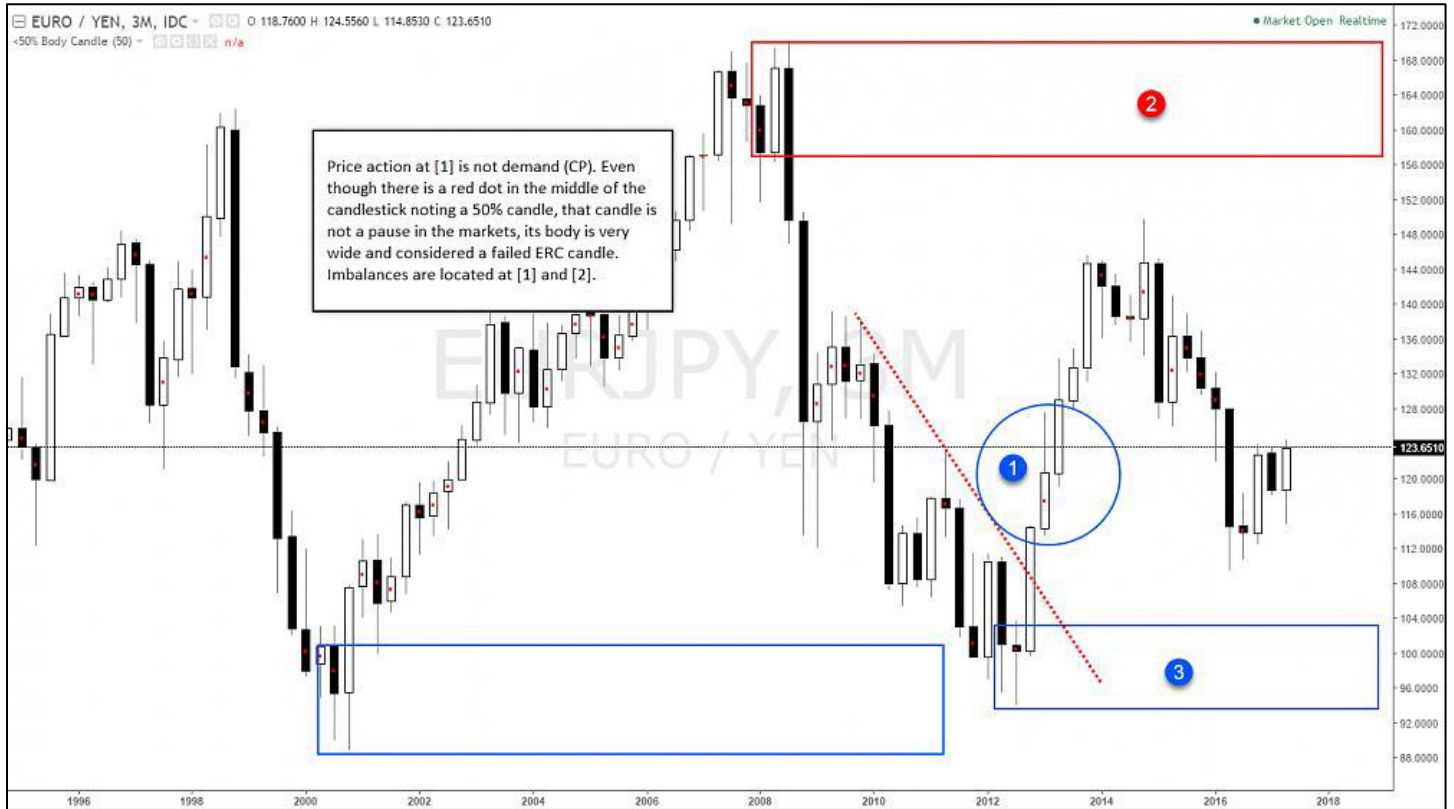 EURO / YEN, 3M, IDC O 118.7600 H 124.5560 L 114.8530 C 123.6510
Market Open Realtime
<50% Body Candle (50) n/a
Price action at [1] is not demand (CP). Even
though there is a red dot in the middle of the
candlestick noting a 50% candle, that candle is
not a pause in the markets, its body is very
wide and considered a failed ERC candle.
Imbalances are located at [1] and [2].
EURJPY, 3M
EURO / YEN
2
1
3
172.0000
168.0000
164.0000
160.0000
156.0000
152.0000
148.0000
144.0000
140.0000
136.0000
132.0000
128.0000
123.6510
120.0000
116.0000
112.0000
108.0000
104.0000
100.0000
96.0000
92.0000
88.0000
1996 1998 2000 2002 2004 2006 2008 2010 2012 2014 2016 2018